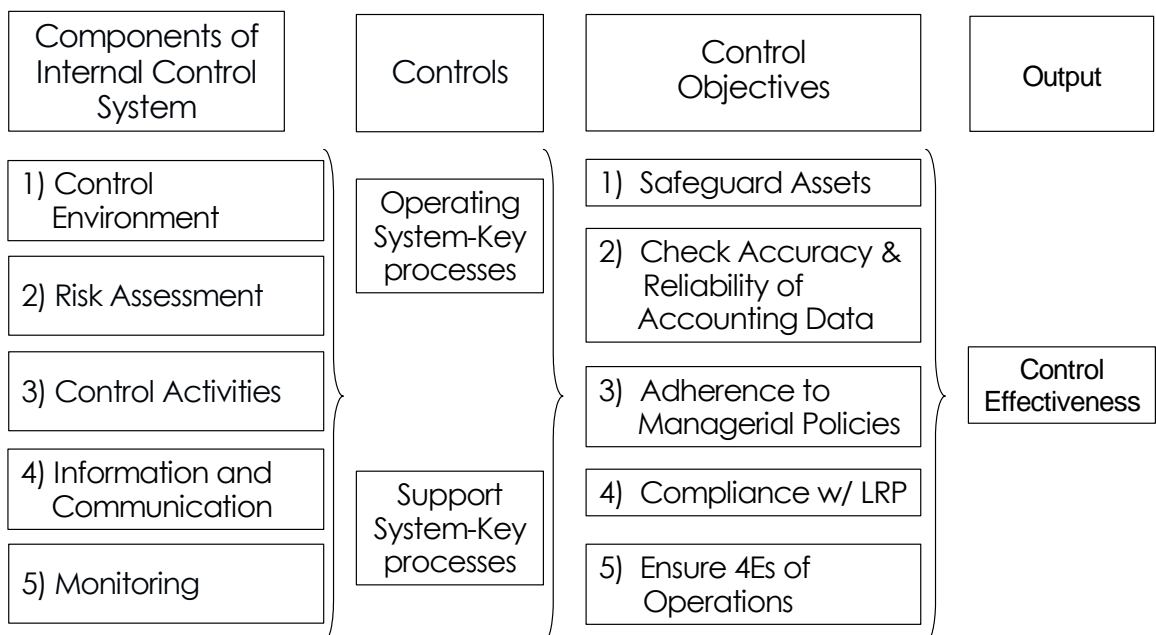 Components of
Internal Control
System
Controls
Control
Objectives
Output
1) Control
Environment
2) Risk Assessment
3) Control Activities
4) Information and
Communication
5) Monitoring
Operating
System-Key
processes
Support
System-Key
processes
1) Safeguard Assets
2) Check Accuracy &
Reliability of
Accounting Data
3) Adherence to
Managerial Policies
4) Compliance w/ LRP
5) Ensure 4Es of
Operations
Control
Effectiveness